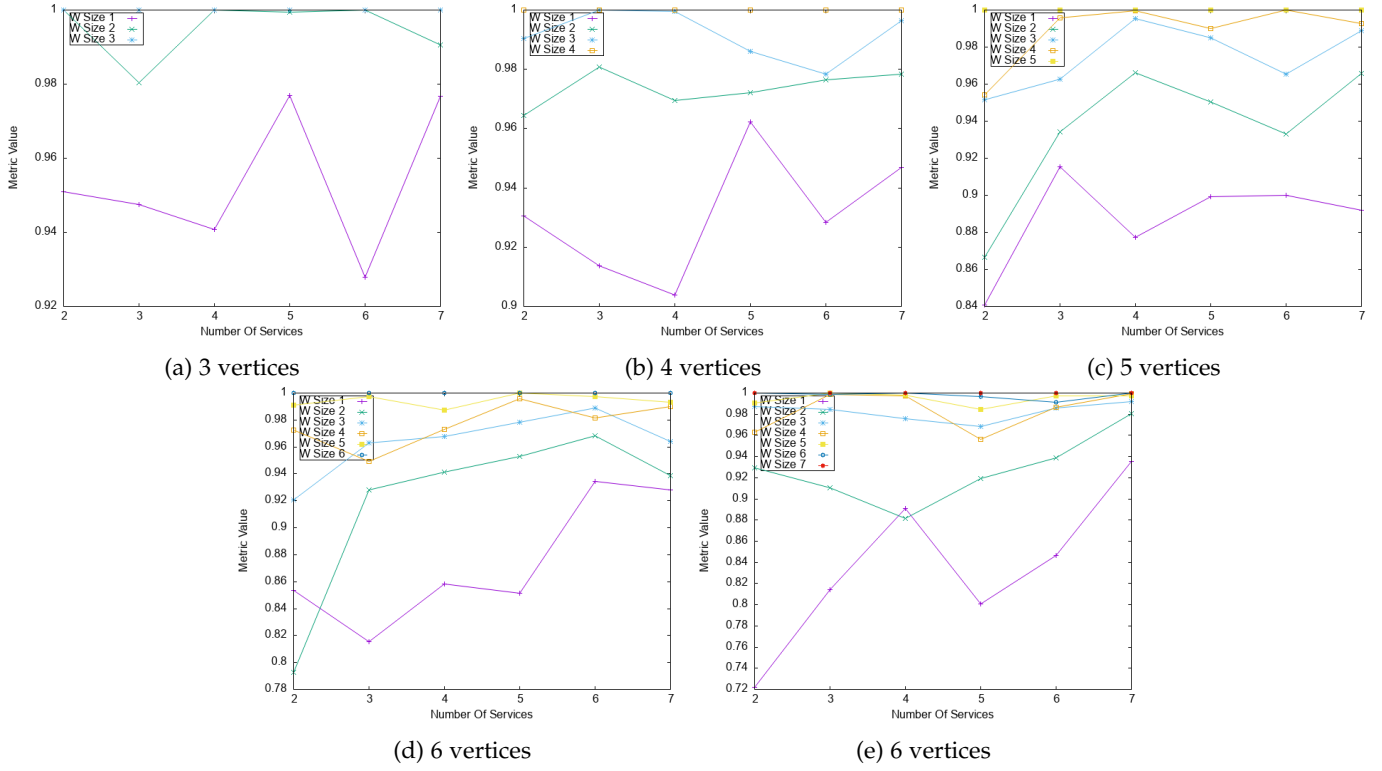 W Size 1
W Size 2
W Size 3
1
0.98
0.96
0.94
0.92
Metric Value
2 3 4 5 6 7
Number Of Services
(a) 3 vertices
W Size 1
W Size 2
W Size 3
W Size 4
1
0.98
0.96
0.94
0.92
0.9
Metric Value
2 3 4 5 6 7
Number Of Services
(b) 4 vertices
W Size 1
W Size 2
W Size 3
W Size 4
W Size 5
1
0.98
0.96
0.94
0.92
0.9
0.88
0.86
0.84
Metric Value
2 3 4 5 6 7
Number Of Services
(c) 5 vertices
W Size 1
W Size 2
W Size 3
W Size 4
W Size 5
W Size 6
1
0.98
0.96
0.94
0.92
0.9
0.88
0.86
0.84
0.82
0.8
0.78
Metric Value
2 3 4 5 6 7
Number Of Services
(d) 6 vertices
W Size 1
W Size 2
W Size 3
W Size 4
W Size 5
W Size 6
W Size 7
1
0.98
0.96
0.94
0.92
0.9
0.88
0.86
0.84
0.82
0.8
0.78
0.76
0.74
0.72
Metric Value
2 3 4 5 6 7
Number Of Services
(e) 6 vertices